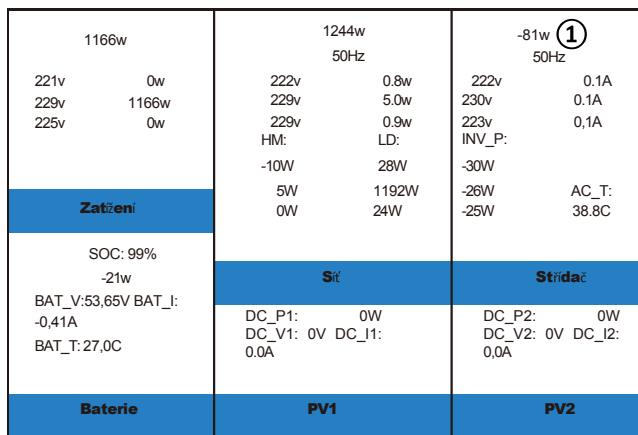 1166w
221v 0w
229v 1166w
225v 0w
Zatížení
SOC: 99%
-21w
BAT_V:53,65V BAT_I:
-0,41A
BAT_T: 27,0C
Baterie
1244w
50Hz
222v 0.8w
229v 5.0w
229v 0.9w
HM: LD:
-10W 28W
5W 1192W
0W 24W
Síť
DC_P1: 0W
DC_V1: 0V DC_I1:
0.0A
PV1
-81w 1
50Hz
222v 0.1A
230v 0.1A
223v 0,1A
INV_P:
-30W
-26W AC_T:
-25W 38.8C
Střídač
DC_P2: 0W
DC_V2: 0V DC_I2:
0,0A
PV2